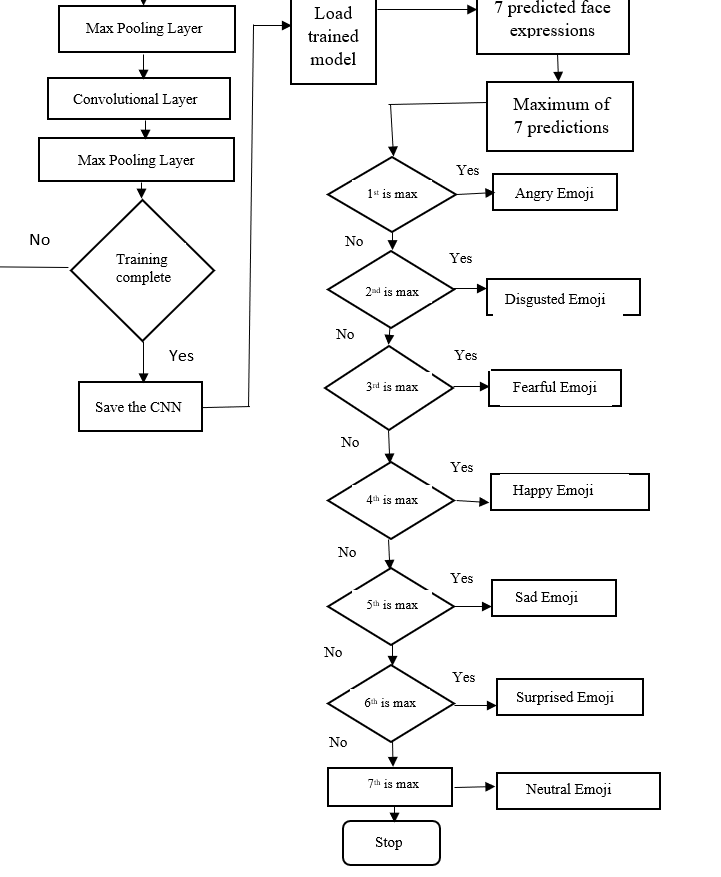 Max Pooling Layer
Convolutional Layer
Max Pooling Layer
No
Training
complete
Yes
Save the CNN
Load
trained
model
7 predicted face
expressions
Maximum of
7 predictions
1st is max
Yes
Angry Emoji
No
2nd is max
Yes
Disgusted Emoji
No
3rd is max
Yes
Fearful Emoji
No
4th is max
Yes
Happy Emoji
No
5th is max
Yes
Sad Emoji
No
6th is max
Yes
Surprised Emoji
No
7th is max
Neutral Emoji
Stop